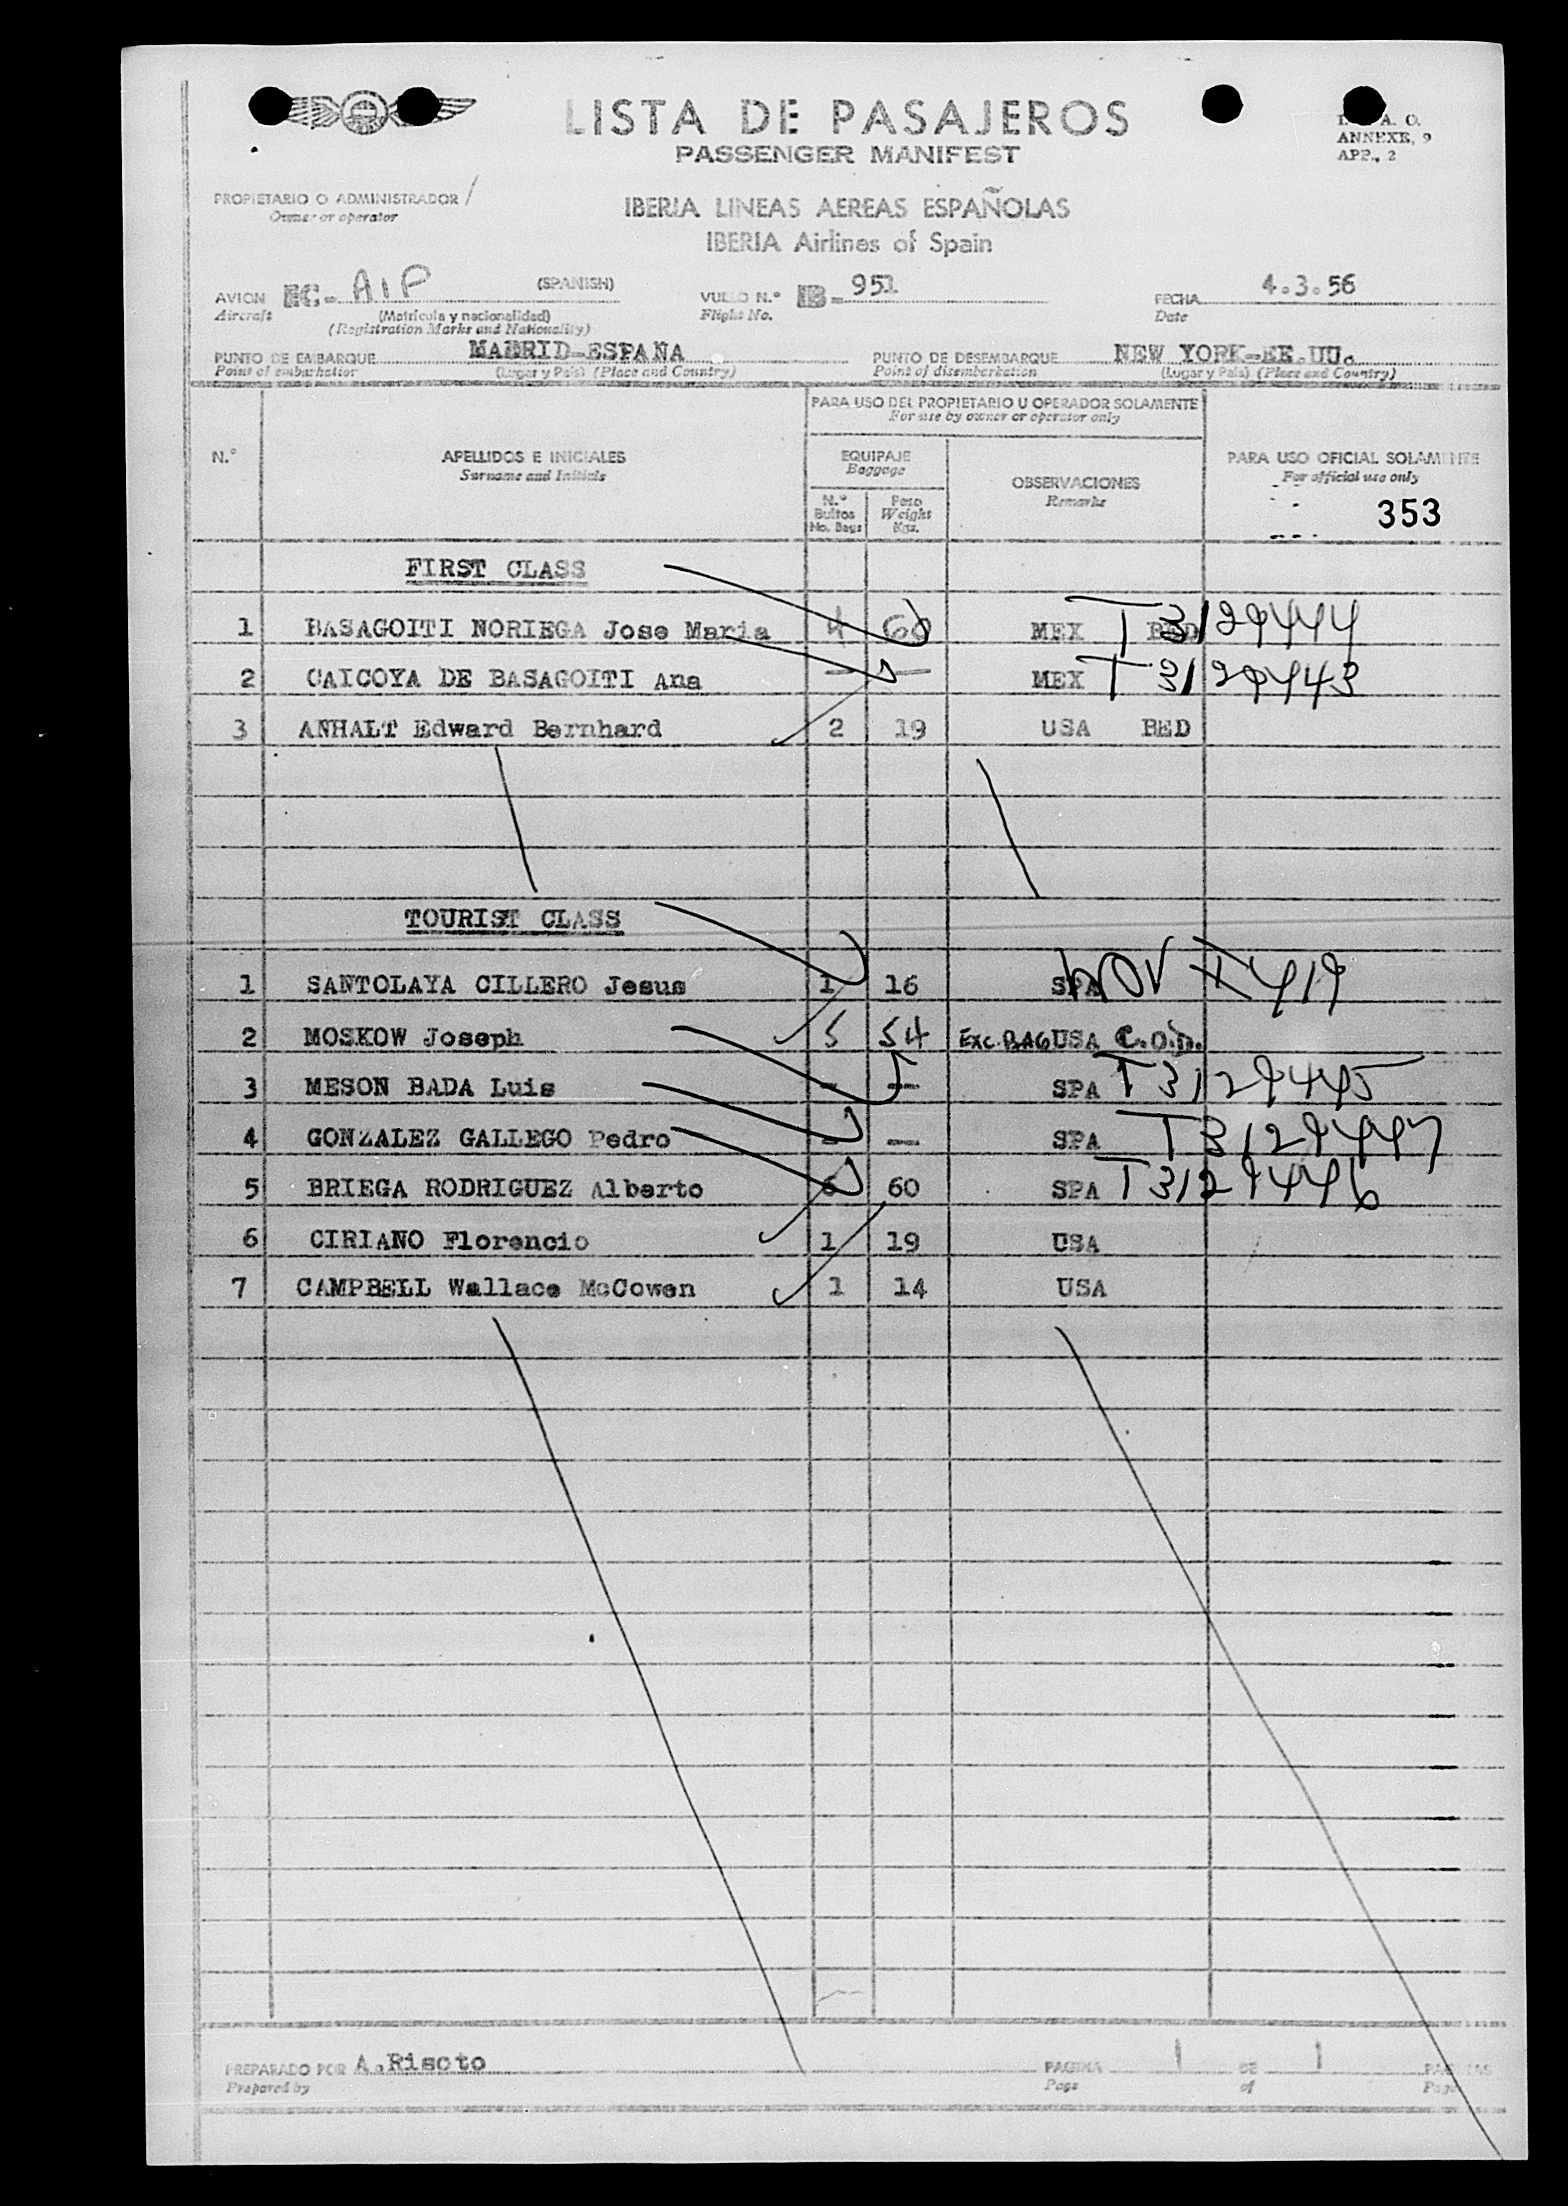 LISTA DE PASAJEROS
PASSENGER MANIFEST
A. O.
ANNEXE, 9
APP., 2
PROPIETARIO O ADMINISTRADOR /
Owner or operator
IBERIA LINEAS AEREAS ESPAÑOLAS
IBERIA Airlines of Spain
AVION EC- AIP (SPANISH) VUELO N.° IB- 951 FECHA 4.3.56
Aircraft (Matricula y nacionalidad) Flight No. Date
(Registration Marks and Nationality)
PUNTO DE EMBARQUE MADRID-ESPAÑA PUNTO DE DESEMBARQUE NEW YORK-EE.UU.
Point of embarkation (Lugar y País) (Place and Country) Point of disembarkation (Lugar y País) (Place and Country)
PARA USO DEL PROPIETARIO U OPERADOR SOLAMENTE
For use by owner or operator only
N.° APELLIDOS E INICIALES EQUIPAJE OBSERVACIONES PARA USO OFICIAL SOLAMENTE
Surname and Initials Baggage Remarks For official use only
N.° Bultos Peso
No. Bags Weight Kgs.
353
FIRST CLASS
1 BASAGOITI NORIEGA Jose Maria 4 60 MEX BED T 3129444
2 CAICOYA DE BASAGOITI Ana — — MEX T 3129443
3 ANHALT Edward Bernhard 2 19 USA BED
TOURIST CLASS
1 SANTOLAYA CILLERO Jesus 1 16 SPA 419
2 MOSKOW Joseph 5 54 EXC. BAG USA C.O.D.
3 MESON BADA Luis — — SPA T 3129445
4 GONZALEZ GALLEGO Pedro — — SPA T 3129447
5 BRIEGA RODRIGUEZ Alberto 6 60 SPA T 3129446
6 CIRIANO Florencio 1 19 USA
7 CAMPBELL Wallace McCowen 1 14 USA
PREPARADO POR A. Risoto PAGINA 1 DE 1 PAGINAS
Prepared by Page of Page